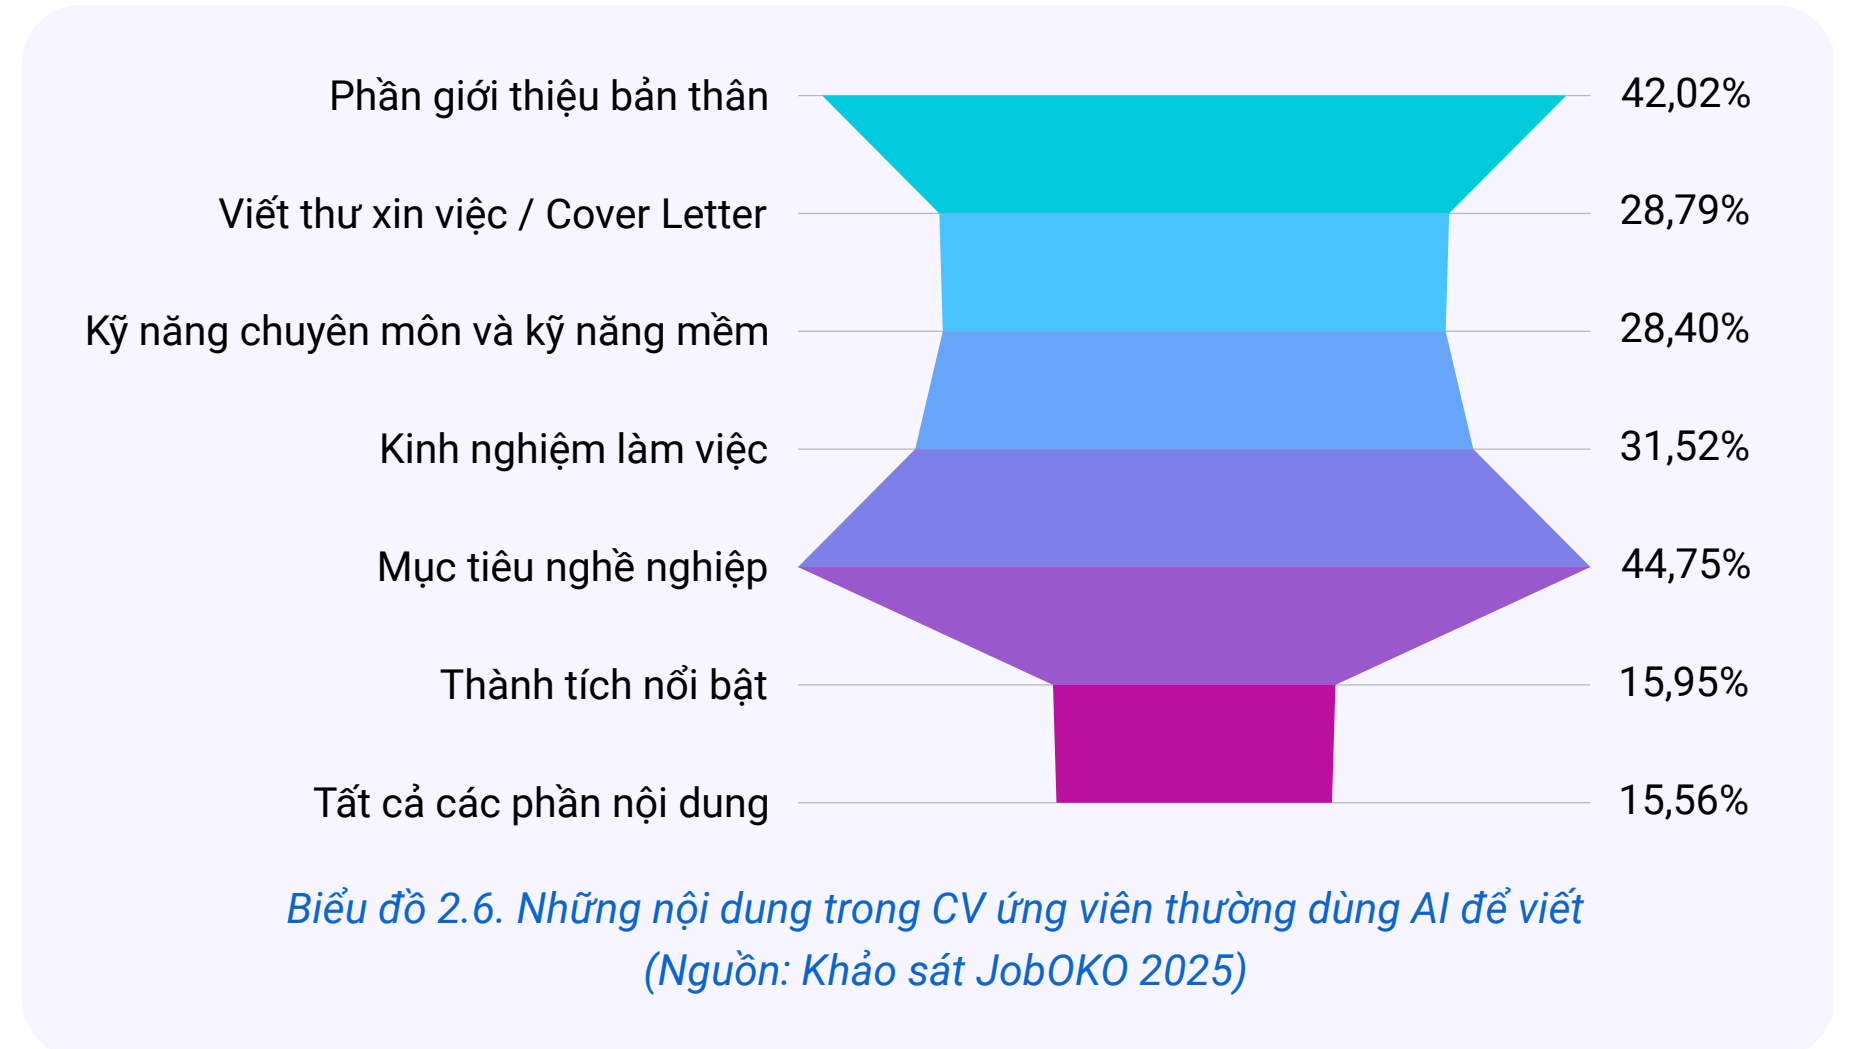 Phần giới thiệu bản thân 42,02%
Viết thư xin việc / Cover Letter 28,79%
Kỹ năng chuyên môn và kỹ năng mềm 28,40%
Kinh nghiệm làm việc 31,52%
Mục tiêu nghề nghiệp 44,75%
Thành tích nổi bật 15,95%
Tất cả các phần nội dung 15,56%
Biểu đồ 2.6. Những nội dung trong CV ứng viên thường dùng AI để viết
(Nguồn: Khảo sát JobOKO 2025)